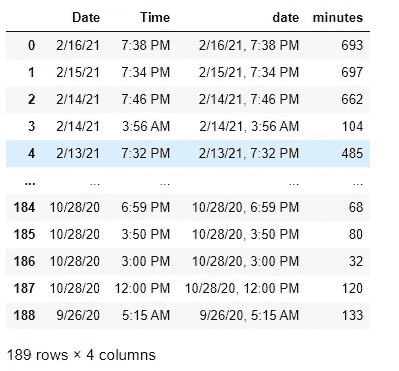 Date Time date minutes
0 2/16/21 7:38 PM 2/16/21, 7:38 PM 693
1 2/15/21 7:34 PM 2/15/21, 7:34 PM 697
2 2/14/21 7:46 PM 2/14/21, 7:46 PM 662
3 2/14/21 3:56 AM 2/14/21, 3:56 AM 104
4 2/13/21 7:32 PM 2/13/21, 7:32 PM 485
... ... ... ... ...
184 10/28/20 6:59 PM 10/28/20, 6:59 PM 68
185 10/28/20 3:50 PM 10/28/20, 3:50 PM 80
186 10/28/20 3:00 PM 10/28/20, 3:00 PM 32
187 10/28/20 12:00 PM 10/28/20, 12:00 PM 120
188 9/26/20 5:15 AM 9/26/20, 5:15 AM 133
189 rows × 4 columns